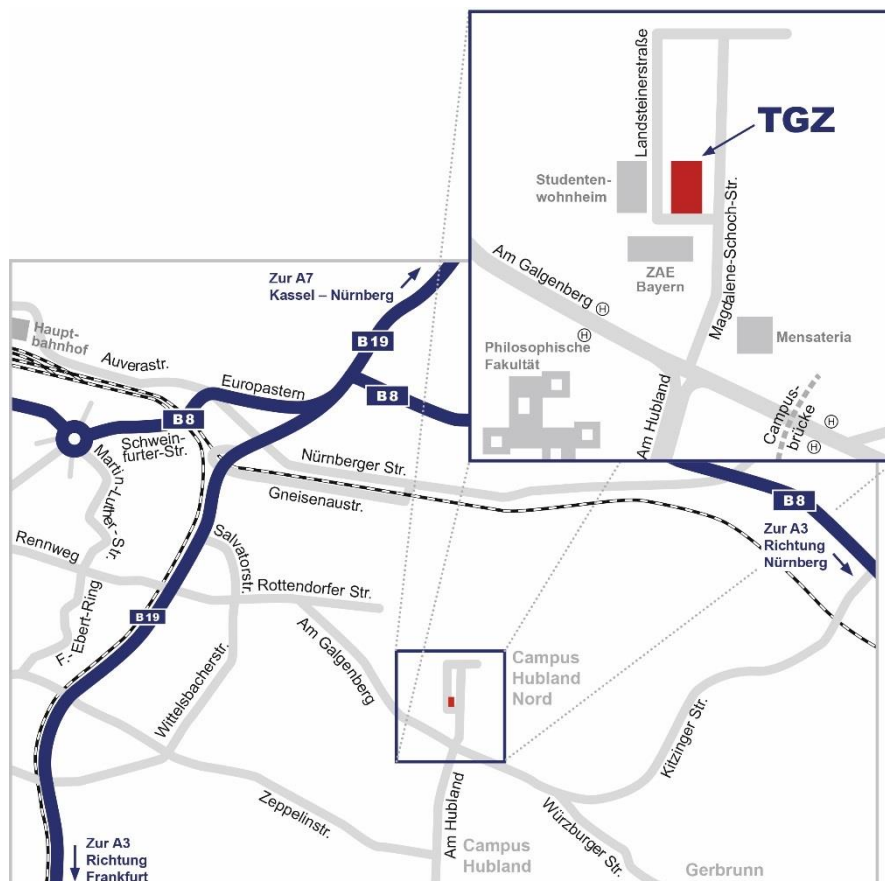 TGZ
Landsteinerstraße
Studenten-
wohnheim
Magdalene-Schoch-Str.
ZAE
Bayern
Am Galgenberg
H
H
Mensateria
Philosophische
Fakultät
Am Hubland
Campus-
brücke
H
H
Zur A7
Kassel – Nürnberg
Haupt-
bahnhof
Auverastr.
B19
Europastern
B8
B8
Schwein-
furter-Str.
Martin-Luther-Str.
Nürnberger Str.
Gneisenaustr.
B8
Zur A3
Richtung
Nürnberg
Rennweg
Salvatorstr.
Rottendorfer Str.
B19
F.-Ebert-Ring
Am Galgenberg
Wittelsbacherstr.
Campus
Hubland
Nord
Kitzinger Str.
Zeppelinstr.
Am Hubland
Würzburger Str.
Zur A3
Richtung
Frankfurt
Campus
Hubland
Gerbrunn